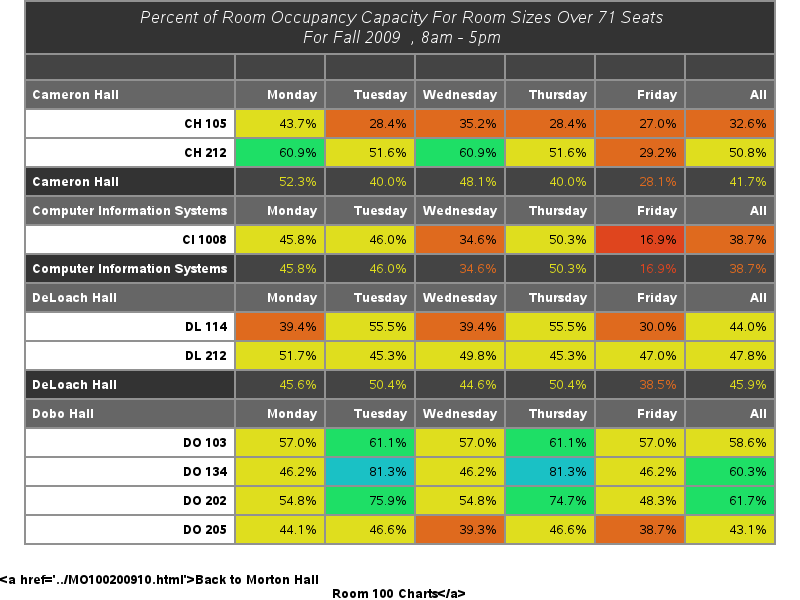 Percent of Room Occupancy Capacity For Room Sizes Over 71 Seats
For Fall 2009 , 8am - 5pm
Cameron Hall Monday Tuesday Wednesday Thursday Friday All
CH 105 43.7% 28.4% 35.2% 28.4% 27.0% 32.6%
CH 212 60.9% 51.6% 60.9% 51.6% 29.2% 50.8%
Cameron Hall 52.3% 40.0% 48.1% 40.0% 28.1% 41.7%
Computer Information Systems Monday Tuesday Wednesday Thursday Friday All
CI 1008 45.8% 46.0% 34.6% 50.3% 16.9% 38.7%
Computer Information Systems 45.8% 46.0% 34.6% 50.3% 16.9% 38.7%
DeLoach Hall Monday Tuesday Wednesday Thursday Friday All
DL 114 39.4% 55.5% 39.4% 55.5% 30.0% 44.0%
DL 212 51.7% 45.3% 49.8% 45.3% 47.0% 47.8%
DeLoach Hall 45.6% 50.4% 44.6% 50.4% 38.5% 45.9%
Dobo Hall Monday Tuesday Wednesday Thursday Friday All
DO 103 57.0% 61.1% 57.0% 61.1% 57.0% 58.6%
DO 134 46.2% 81.3% 46.2% 81.3% 46.2% 60.3%
DO 202 54.8% 75.9% 54.8% 74.7% 48.3% 61.7%
DO 205 44.1% 46.6% 39.3% 46.6% 38.7% 43.1%
<a href='../MO100200910.html'>Back to Morton Hall
Room 100 Charts</a>